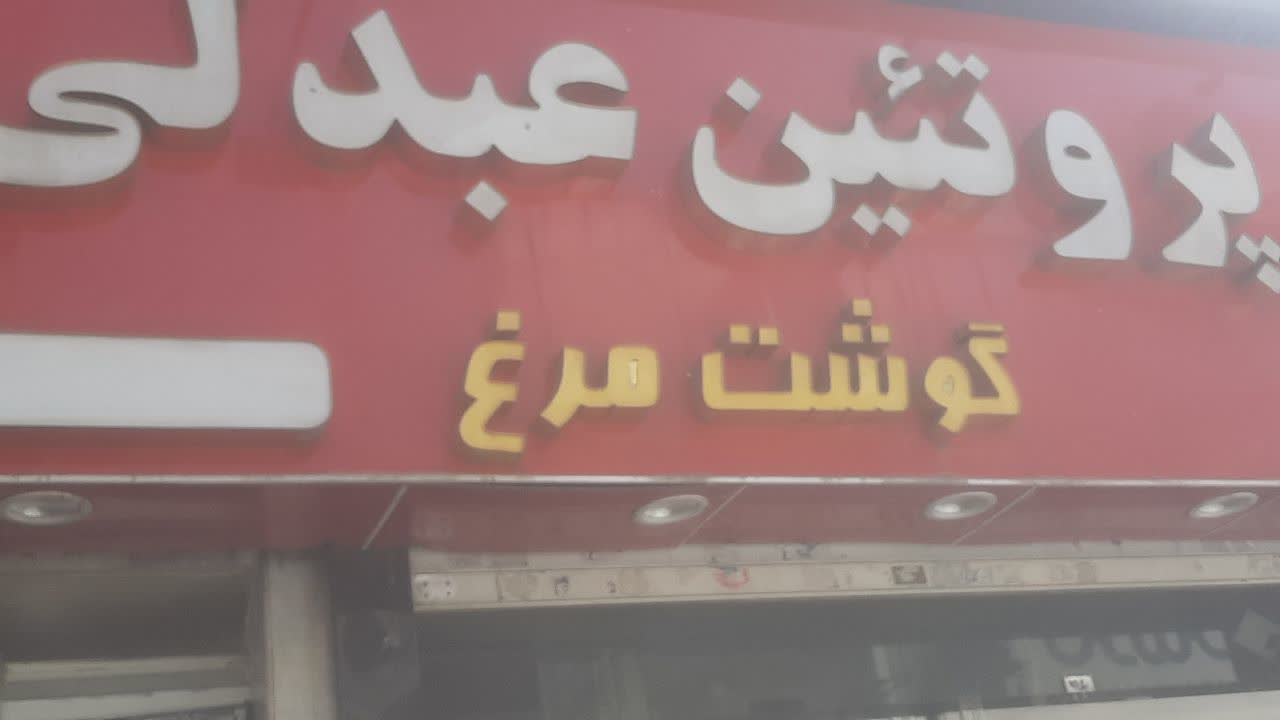 پروتئین عبدلی
گوشت مرغ